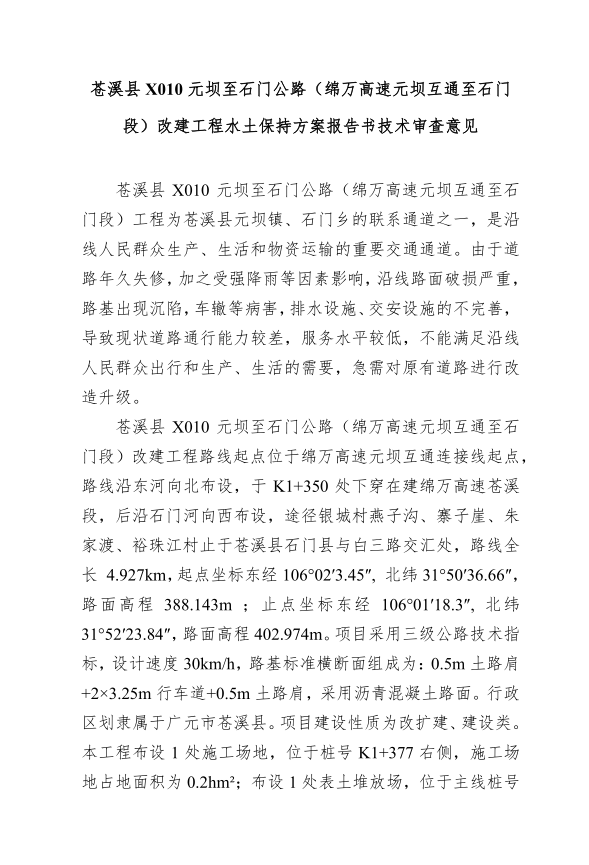 苍溪县 X010 元坝至石门公路（绵万高速元坝互通至石门
段）改建工程水土保持方案报告书技术审查意见
苍溪县 X010 元坝至石门公路（绵万高速元坝互通至石
门段）工程为苍溪县元坝镇、石门乡的联系通道之一，是沿
线人民群众生产、生活和物资运输的重要交通通道。由于道
路年久失修，加之受强降雨等因素影响，沿线路面破损严重，
路基出现沉陷，车辙等病害，排水设施、交安设施的不完善，
导致现状道路通行能力较差，服务水平较低，不能满足沿线
人民群众出行和生产、生活的需要，急需对原有道路进行改
造升级。
苍溪县 X010 元坝至石门公路（绵万高速元坝互通至石
门段）改建工程路线起点位于绵万高速元坝互通连接线起点，
路线沿东河向北布设，于 K1+350 处下穿在建绵万高速苍溪
段，后沿石门河向西布设，途径银城村燕子沟、寨子崖、朱
家渡、裕珠江村止于苍溪县石门县与白三路交汇处，路线全
长 4.927km，起点坐标东经 106°02′3.45″, 北纬 31°50′36.66″，
路面高程 388.143m ；止点坐标东经 106°01′18.3″, 北纬
31°52′23.84″，路面高程 402.974m。项目采用三级公路技术指
标，设计速度 30km/h，路基标准横断面组成为：0.5m 土路肩
+2×3.25m 行车道+0.5m 土路肩，采用沥青混凝土路面。行政
区划隶属于广元市苍溪县。项目建设性质为改扩建、建设类。
本工程布设 1 处施工场地，位于桩号 K1+377 右侧，施工场
地占地面积为 0.2hm²；布设 1 处表土堆放场，位于主线桩号